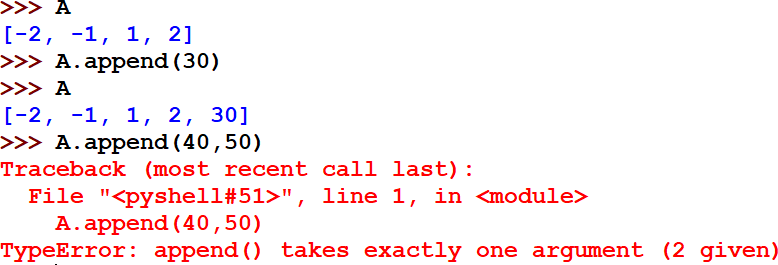 >>> A
[-2, -1, 1, 2]
>>> A.append(30)
>>> A
[-2, -1, 1, 2, 30]
>>> A.append(40,50)
Traceback (most recent call last):
  File "<pyshell#51>", line 1, in <module>
    A.append(40,50)
TypeError: append() takes exactly one argument (2 given)